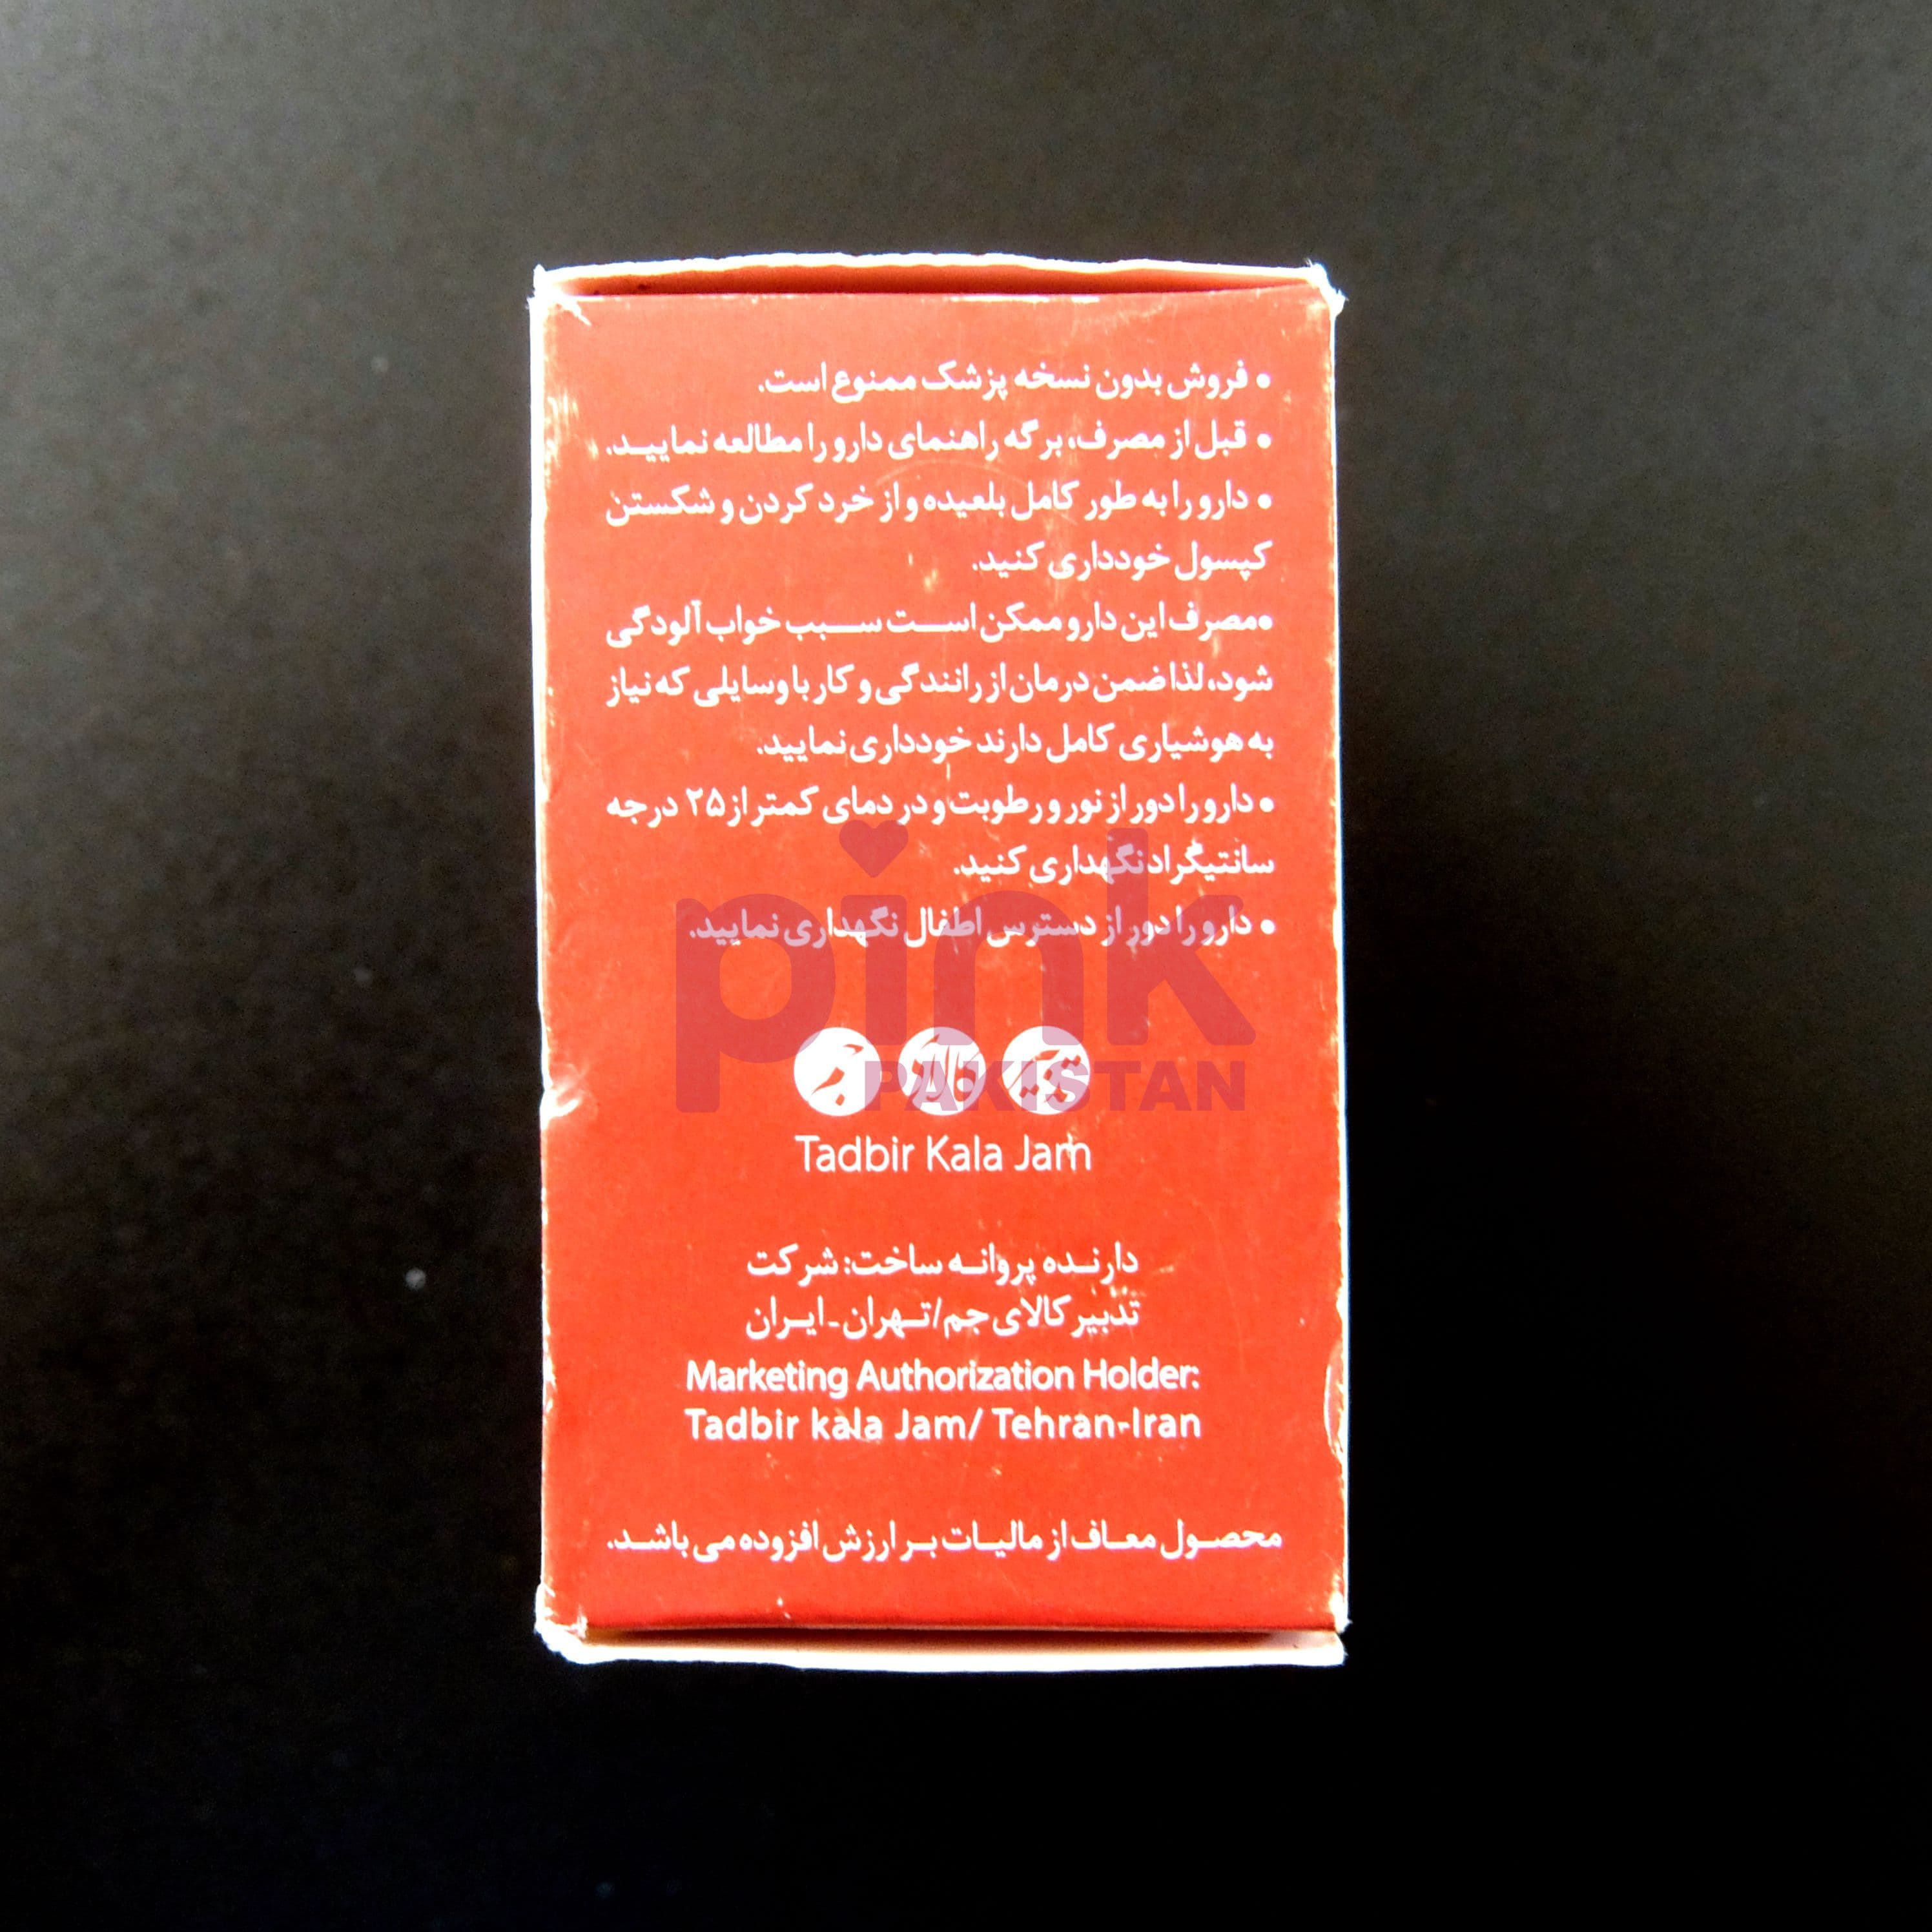 • فروش بدون نسخه پزشک ممنوع است.
• قبل از مصرف، برگه راهنمای دارو را مطالعه نمایید.
• دارو را به طور کامل بلعیده و از خرد کردن و شکستن
کپسول خودداری کنید.
• مصرف این دارو ممکن است سبب خواب آلودگی
شود، لذا ضمن درمان از رانندگی و کار با وسایلی که نیاز
به هوشیاری کامل دارند خودداری نمایید.
• دارو را دور از نور و رطوبت و در دمای کمتر از ۲۵ درجه
سانتیگراد نگهداری کنید.
• دارو را دور از دسترس اطفال نگهداری نمایید.
pink
PAKISTAN
تدبیر کالای جم
Tadbir Kala Jam
دارنده پروانه ساخت: شرکت
تدبیر کالای جم/تهران-ایران
Marketing Authorization Holder:
Tadbir kala Jam/ Tehran-Iran
محصول معاف از مالیات بر ارزش افزوده می باشد.